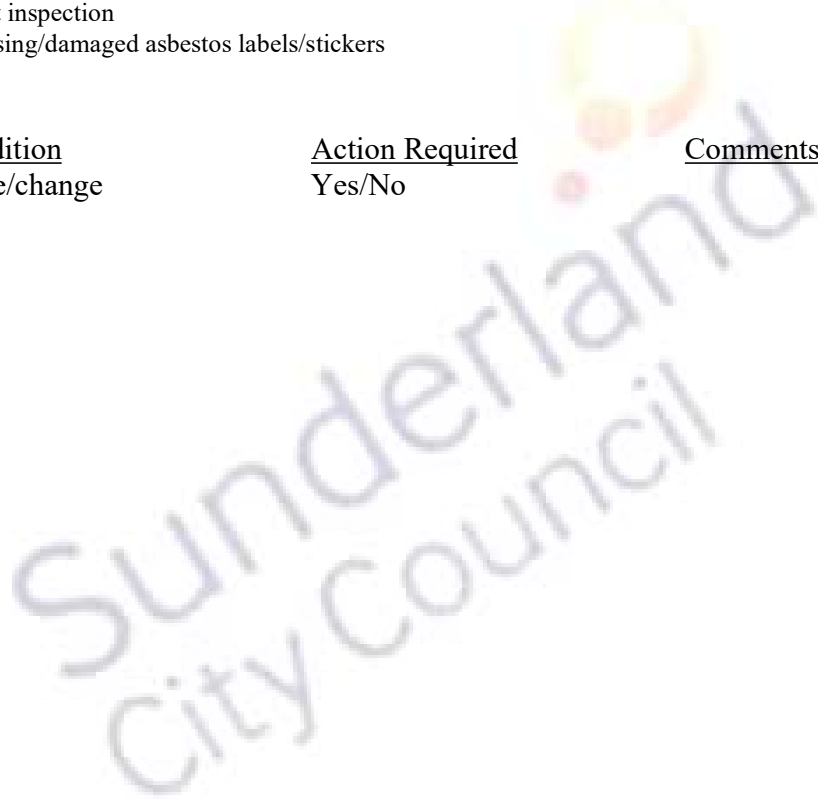 t inspection
sing/damaged asbestos labels/stickers
dition Action Required Comments
e/change Yes/No
Sunderland
City Council